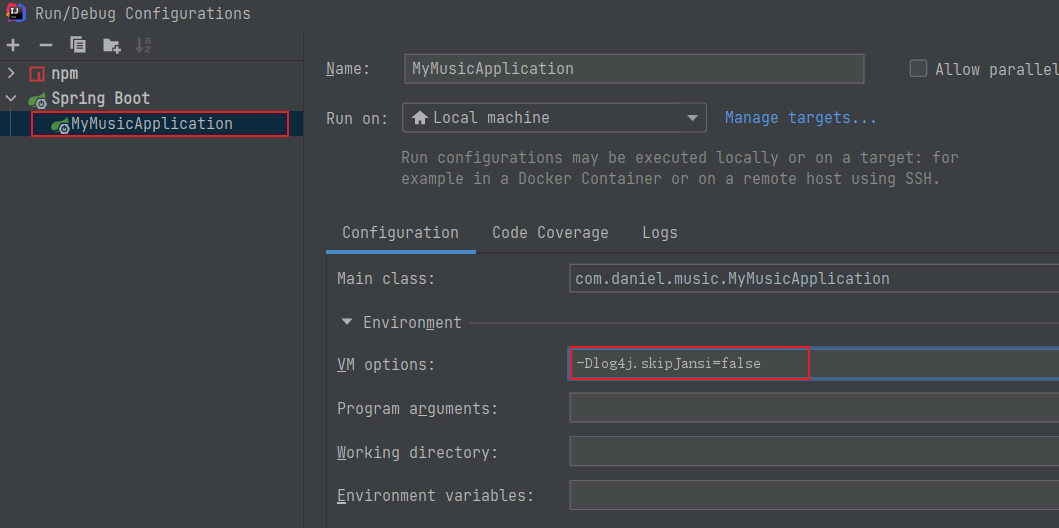 Run/Debug Configurations
npm
Spring Boot
MyMusicApplication
Name: MyMusicApplication Allow parallel
Run on: Local machine Manage targets...
Run configurations may be executed locally or on a target: for
example in a Docker Container or on a remote host using SSH.
Configuration Code Coverage Logs
Main class: com.daniel.music.MyMusicApplication
Environment
VM options: -Dlog4j.skipJansi=false
Program arguments:
Working directory:
Environment variables: